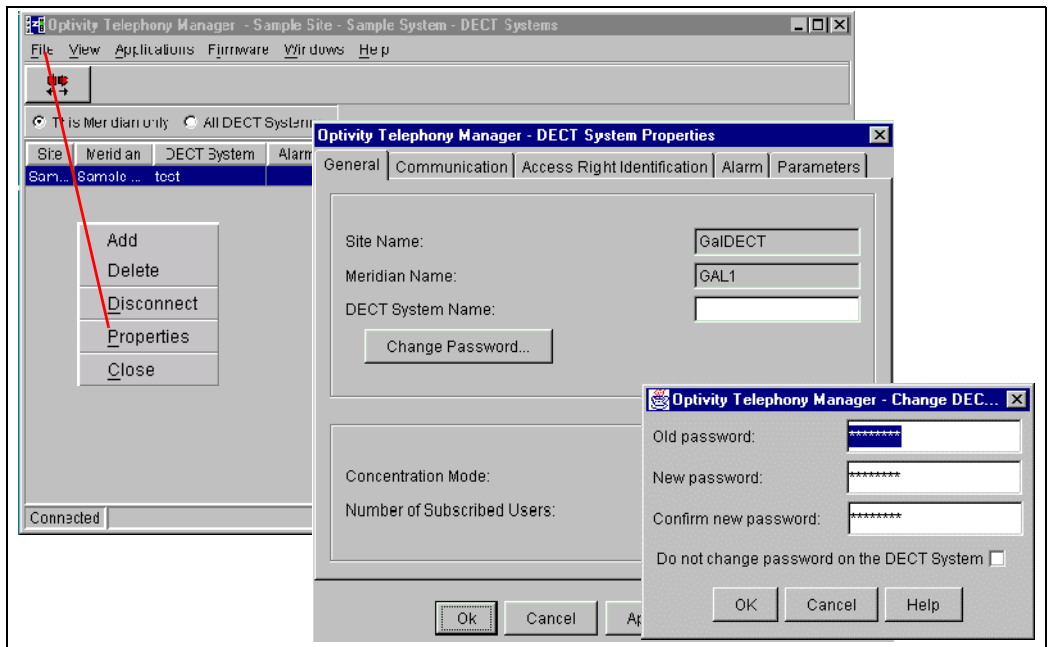 Optivity Telephony Manager - Sample Site - Sample System - DECT Systems
File View Applications Firmware Windows Help
This Meridian only All DECT Systems
Site Meridian DECT System Alarm
Sam... Sample ... test
Add
Delete
Disconnect
Properties
Close
Connected
Optivity Telephony Manager - DECT System Properties
General Communication Access Right Identification Alarm Parameters
Site Name: GalDECT
Meridian Name: GAL1
DECT System Name:
Change Password...
Concentration Mode:
Number of Subscribed Users:
Ok Cancel
Optivity Telephony Manager - Change DEC...
Old password: ********
New password: ********
Confirm new password: ********
Do not change password on the DECT System
OK Cancel Help